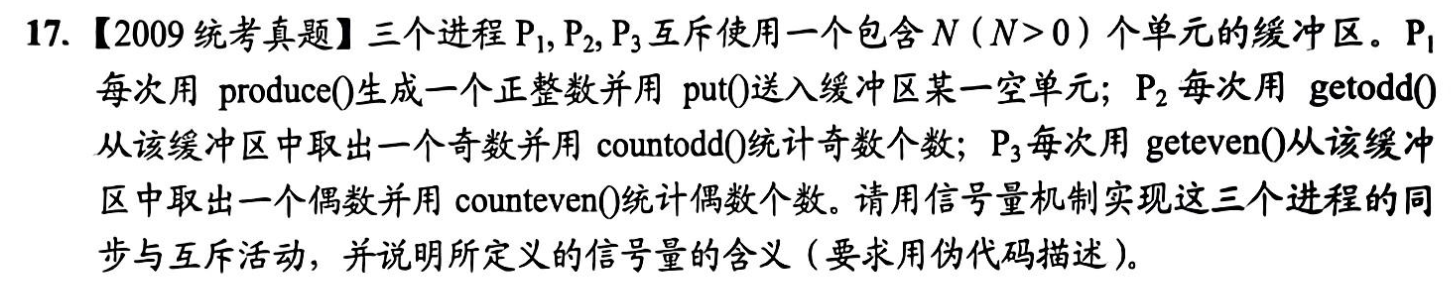 17.【2009 统考真题】三个进程 P₁, P₂, P₃ 互斥使用一个包含 N（N>0）个单元的缓冲区。P₁
每次用 produce()生成一个正整数并用 put()送入缓冲区某一空单元；P₂ 每次用 getodd()
从该缓冲区中取出一个奇数并用 countodd()统计奇数个数；P₃每次用 geteven()从该缓冲
区中取出一个偶数并用 counteven()统计偶数个数。请用信号量机制实现这三个进程的同
步与互斥活动，并说明所定义的信号量的含义（要求用伪代码描述）。